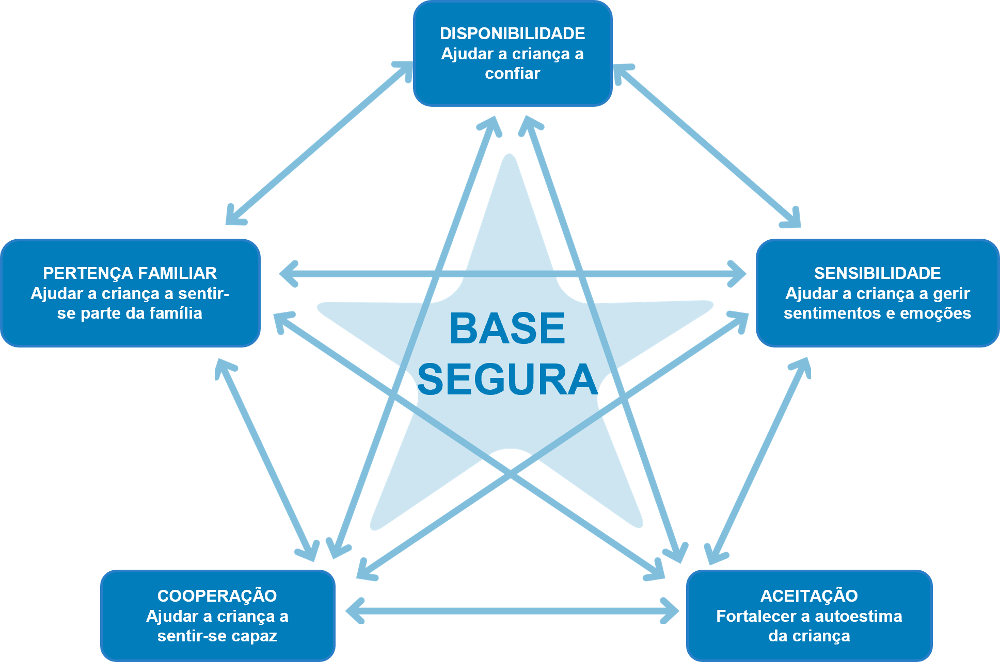 DISPONIBILIDADE
Ajudar a criança a
confiar
PERTENÇA FAMILIAR
Ajudar a criança a sentir-
se parte da família
SENSIBILIDADE
Ajudar a criança a gerir
sentimentos e emoções
BASE
SEGURA
COOPERAÇÃO
Ajudar a criança a
sentir-se capaz
ACEITAÇÃO
Fortalecer a autoestima
da criança